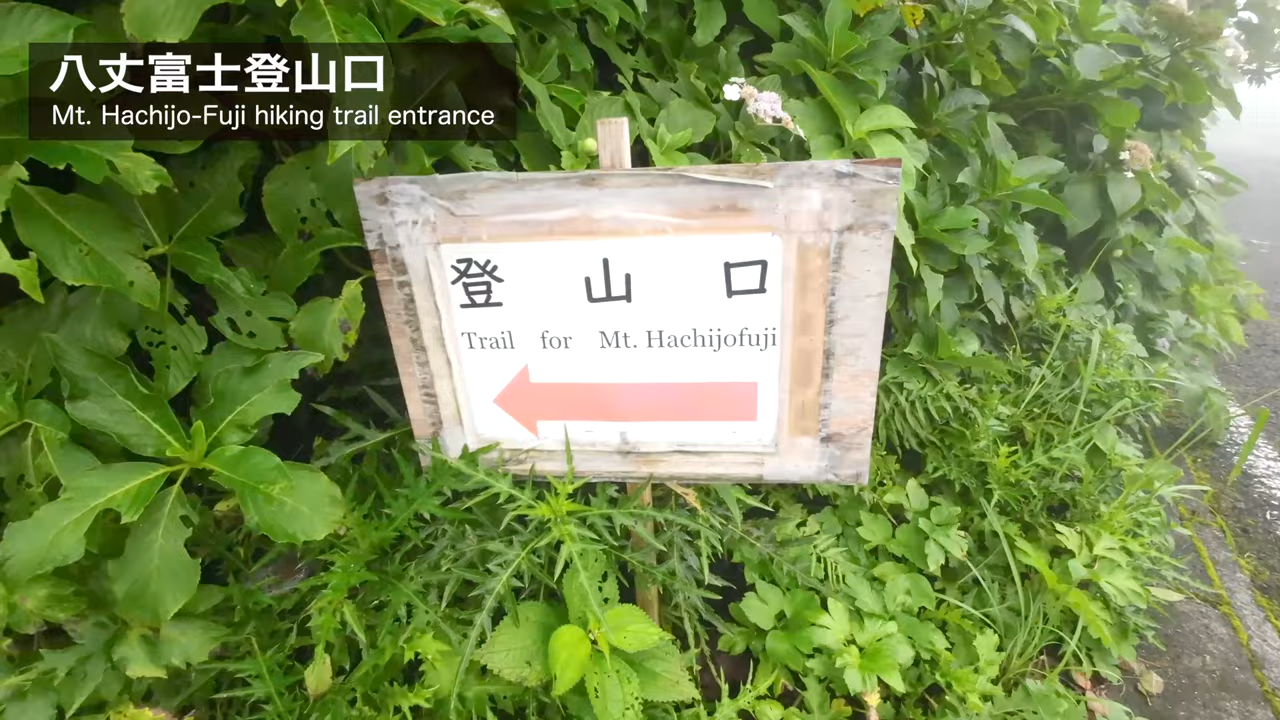 八丈富士登山口
Mt. Hachijo-Fuji hiking trail entrance
登 山 口
Trail for Mt. Hachijofuji